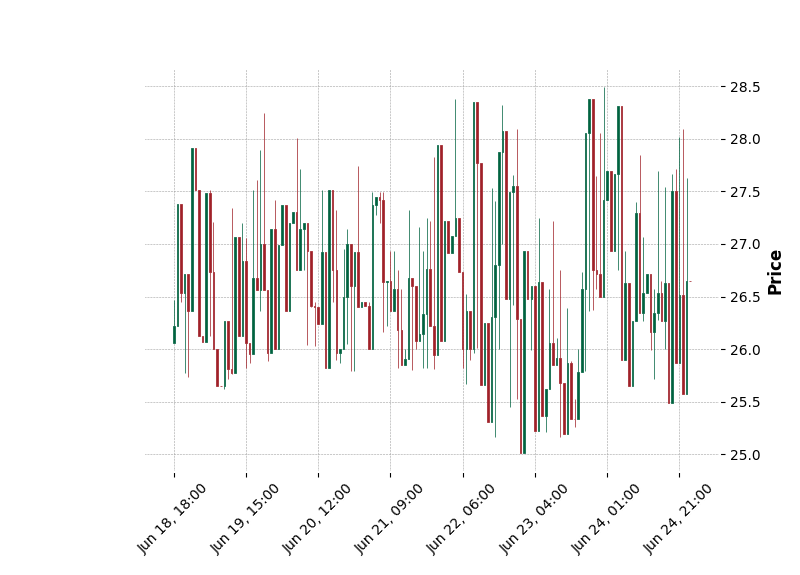 28.5
28.0
27.5
27.0
26.5
26.0
25.5
25.0
Price
Jun 18, 18:00
Jun 19, 15:00
Jun 20, 12:00
Jun 21, 09:00
Jun 22, 06:00
Jun 23, 04:00
Jun 24, 01:00
Jun 24, 21:00